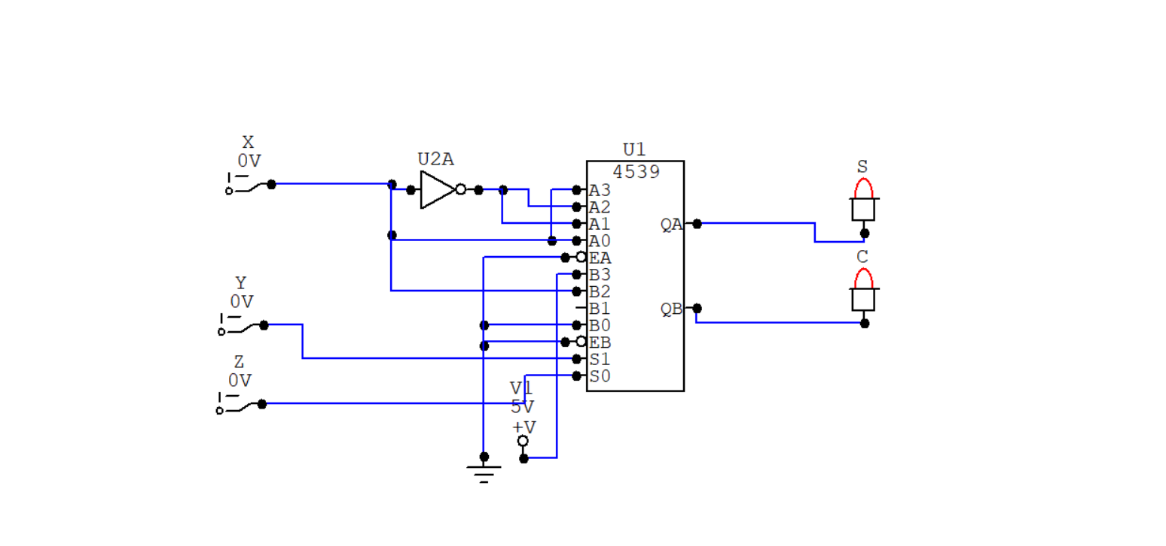 X
0V
U2A
U1
4539
S
A3
A2
A1
A0
EA
B3
B2
B1
B0
EB
S1
S0
QA
QB
C
Y
0V
Z
0V
V1
5V
+V